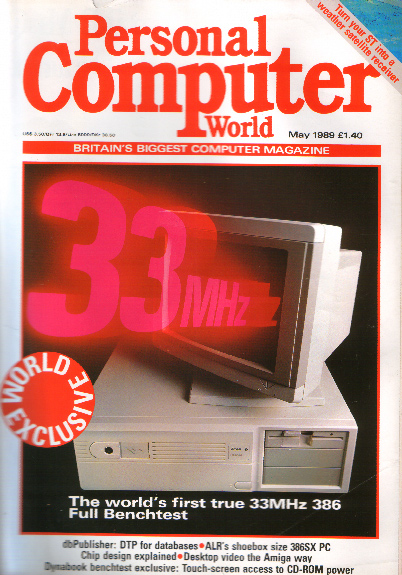 Turn your ST into a
weather satellite receiver
Personal
Computer
World
May 1989 £1.40
BRITAIN'S BIGGEST COMPUTER MAGAZINE
33MHz
WORLD
EXCLUSIVE
The world's first true 33MHz 386
Full Benchtest
dbPublisher: DTP for databases●ALR's shoebox size 386SX PC
Chip design explained●Desktop video the Amiga way
Dynabook benchtest exclusive: Touch-screen access to CD-ROM power